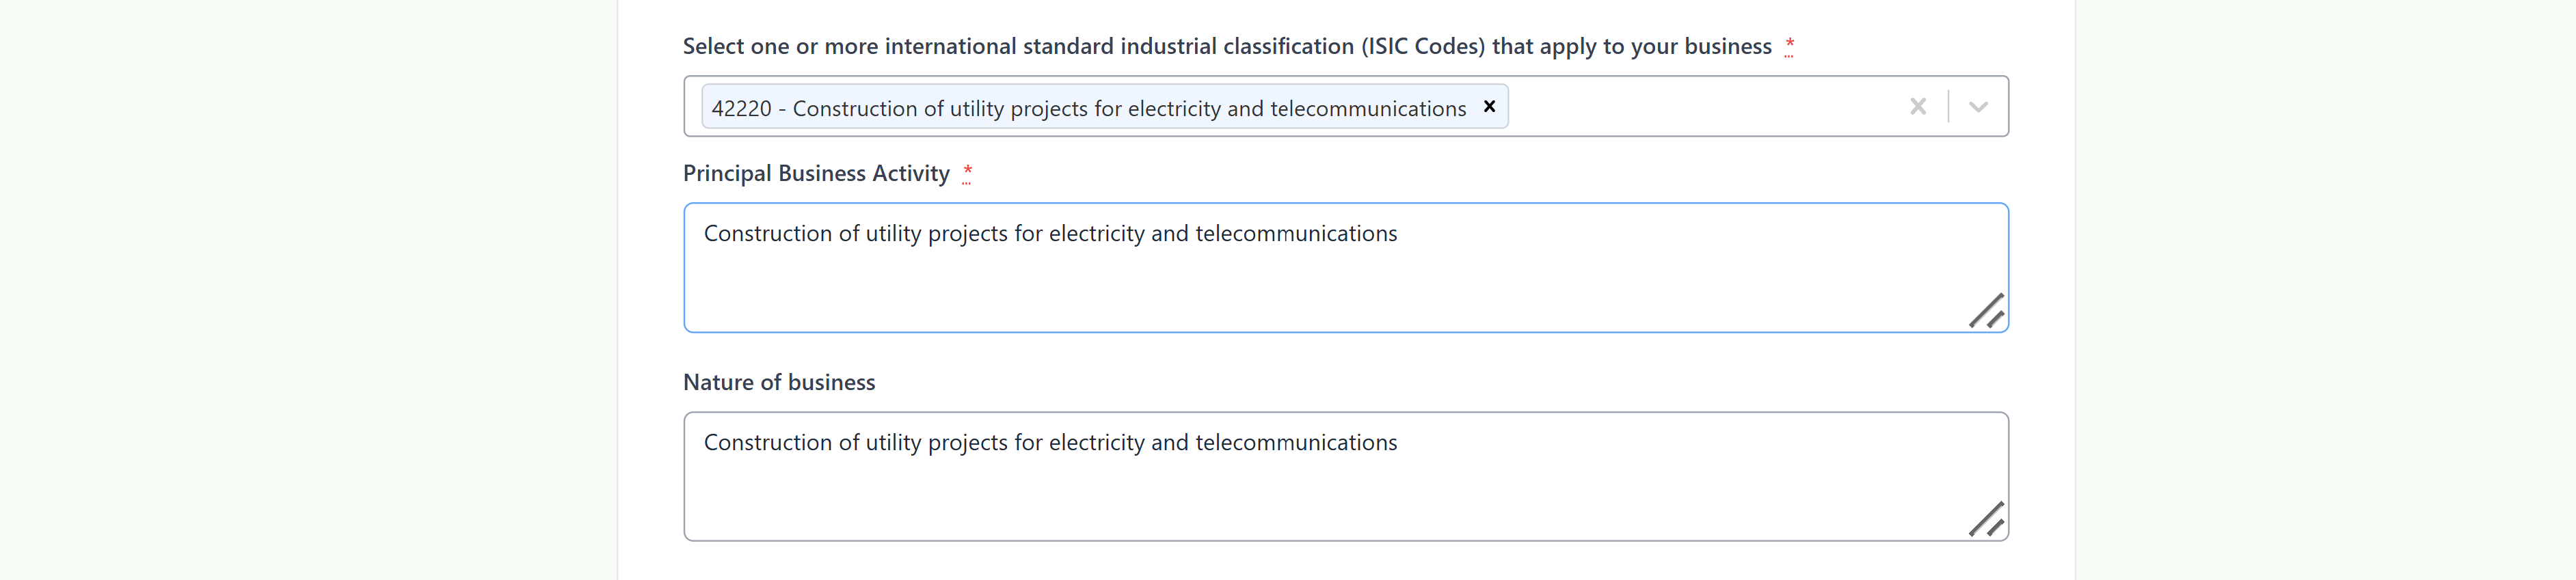 Select one or more international standard industrial classification (ISIC Codes) that apply to your business *
42220 - Construction of utility projects for electricity and telecommunications
Principal Business Activity *
Construction of utility projects for electricity and telecommunications
Nature of business
Construction of utility projects for electricity and telecommunications